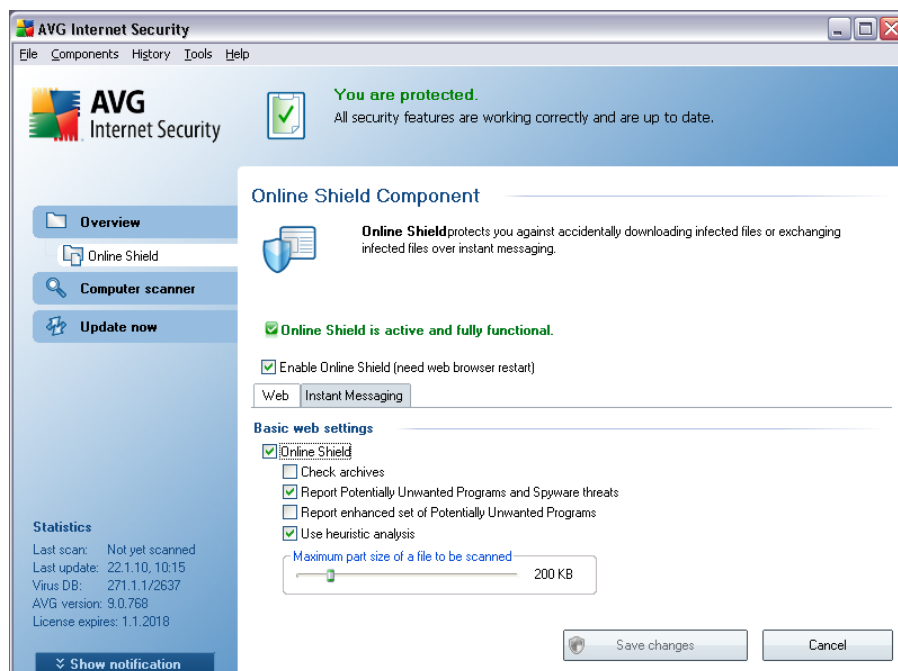 AVG Internet Security
File Components History Tools Help
AVG
Internet Security
You are protected.
All security features are working correctly and are up to date.
Overview
Online Shield
Computer scanner
Update now
Online Shield Component
Online Shieldprotects you against accidentally downloading infected files or exchanging
infected files over instant messaging.
Online Shield is active and fully functional.
Enable Online Shield (need web browser restart)
Web Instant Messaging
Basic web settings
Online Shield
Check archives
Report Potentially Unwanted Programs and Spyware threats
Report enhanced set of Potentially Unwanted Programs
Use heuristic analysis
Maximum part size of a file to be scanned
200 KB
Statistics
Last scan: Not yet scanned
Last update: 22.1.10, 10:15
Virus DB: 271.1.1/2637
AVG version: 9.0.768
License expires: 1.1.2018
Show notification
Save changes
Cancel